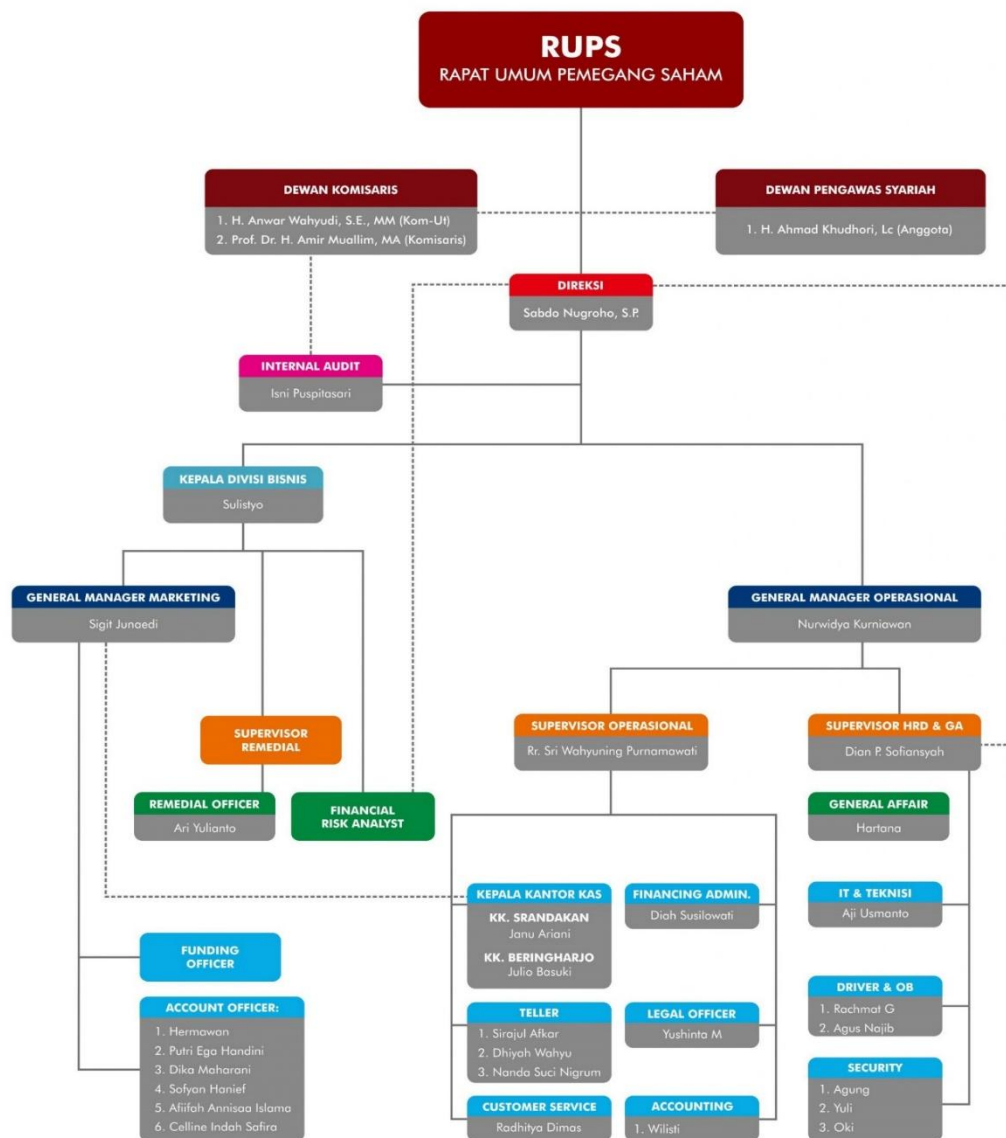 RUPS
RAPAT UMUM PEMEGANG SAHAM
DEWAN KOMISARIS
1. H. Anwar Wahyudi, S.E., MM (Kom-Ut)
2. Prof. Dr. H. Amir Muallim, MA (Komisaris)
DEWAN PENGAWAS SYARIAH
1. H. Ahmad Khudhori, Lc (Anggota)
DIREKSI
Sabdo Nugroho, S.P.
INTERNAL AUDIT
Isni Puspitasari
KEPALA DIVISI BISNIS
Sulistyo
GENERAL MANAGER MARKETING
Sigit Junaedi
GENERAL MANAGER OPERASIONAL
Nurwidya Kurniawan
SUPERVISOR
REMEDIAL
SUPERVISOR OPERASIONAL
Rr. Sri Wahyuning Purnamawati
SUPERVISOR HRD & GA
Dian P. Sofiansyah
REMEDIAL OFFICER
Ari Yulianto
FINANCIAL
RISK ANALYST
GENERAL AFFAIR
Hartana
KEPALA KANTOR KAS
KK. SRANDAKAN
Janu Ariani
KK. BERINGHARJO
Julio Basuki
FINANCING ADMIN.
Diah Susilowati
IT & TEKNISI
Aji Usmanto
FUNDING
OFFICER
ACCOUNT OFFICER:
1. Hermawan
2. Putri Ega Handini
3. Dika Maharani
4. Sofyan Hanief
5. Afiifah Annisaa Islama
6. Celline Indah Safira
TELLER
1. Sirajul Afkar
2. Dhiyah Wahyu
3. Nanda Suci Nigrum
LEGAL OFFICER
Yushinta M
DRIVER & OB
1. Rachmat G
2. Agus Najib
CUSTOMER SERVICE
Radhitya Dimas
ACCOUNTING
1. Wilisti
SECURITY
1. Agung
2. Yuli
3. Oki